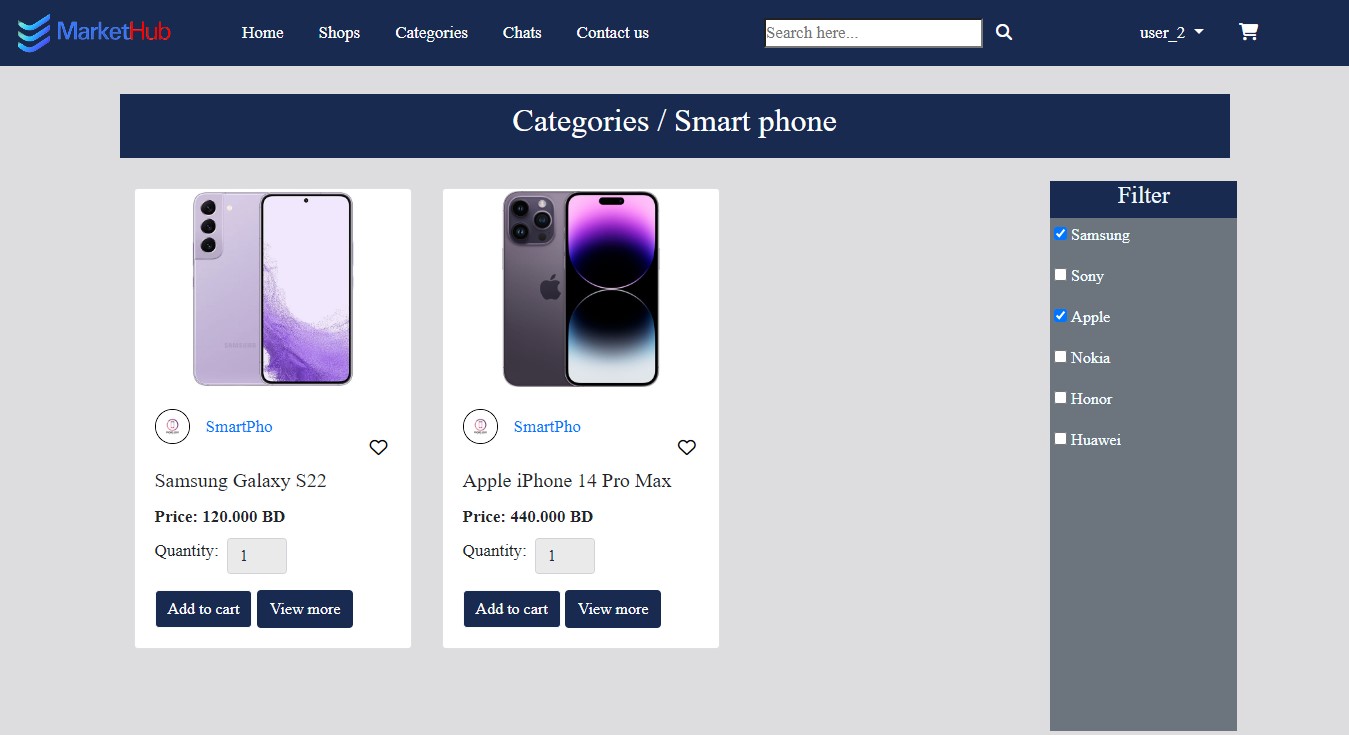 MarketHub
Home Shops Categories Chats Contact us
Search here...
user_2
Categories / Smart phone
SAMSUNG
SmartPho
Samsung Galaxy S22
Price: 120.000 BD
Quantity: 1
Add to cart View more
SmartPho
Apple iPhone 14 Pro Max
Price: 440.000 BD
Quantity: 1
Add to cart View more
Filter
Samsung
Sony
Apple
Nokia
Honor
Huawei